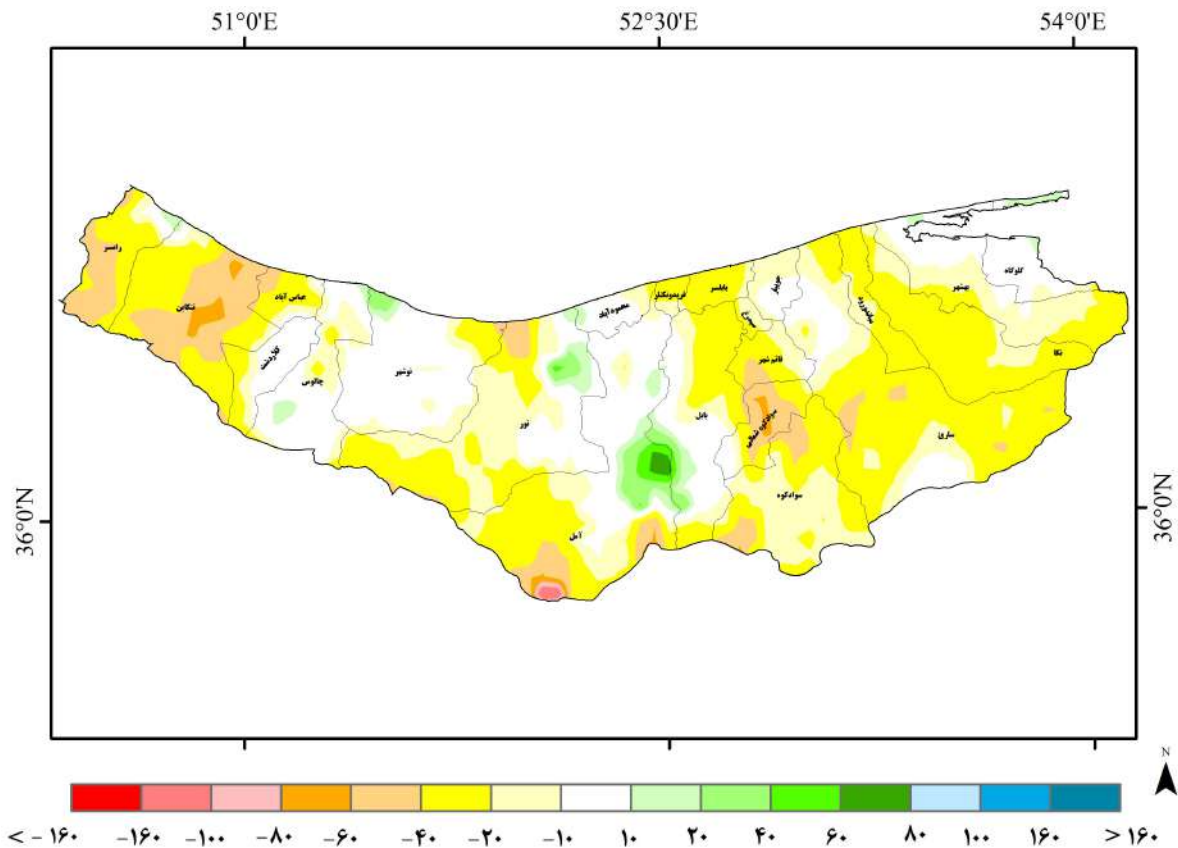 51°0'E 52°30'E 54°0'E
رامسر
تنکابن
عباس آباد
کلاردشت
چالوس
نوشهر
نور
محمودآباد
آمل
فریدونکنار
بابلسر
بابل
جویبار
سیمرغ
قائم شهر
سوادکوه شمالی
سوادکوه
میاندورود
ساری
بهشهر
گلوگاه
نکا
36°0'N 36°0'N
N
< -۱۶۰ -۱۶۰ -۱۰۰ -۸۰ -۶۰ -۴۰ -۲۰ -۱۰ ۱۰ ۲۰ ۴۰ ۶۰ ۸۰ ۱۰۰ ۱۶۰ > ۱۶۰